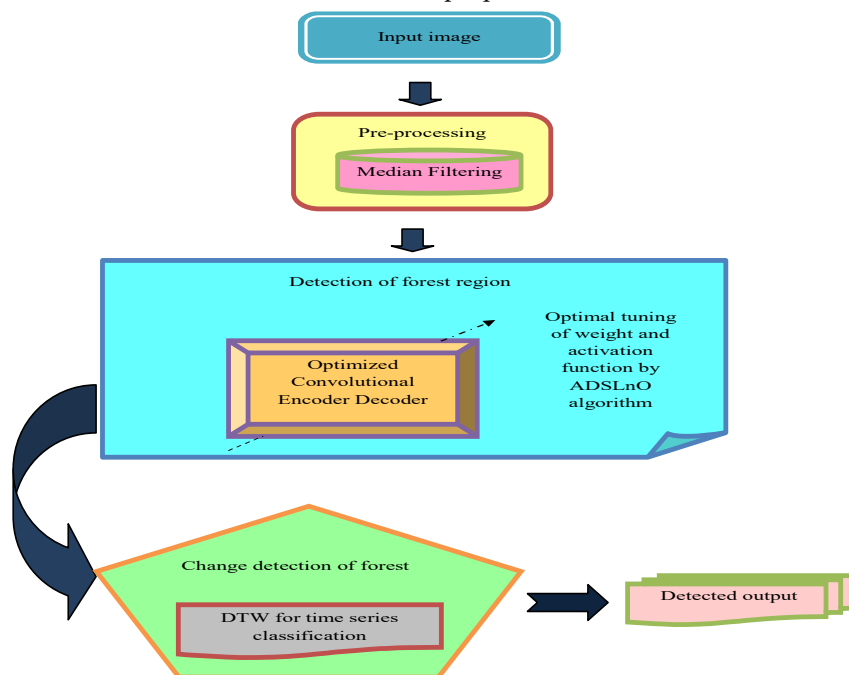 Input image
Pre-processing
Median Filtering
Detection of forest region
Optimal tuning
of weight and
activation
function by
ADSLnO
algorithm
Optimized
Convolutional
Encoder Decoder
Change detection of forest
DTW for time series
classification
Detected output